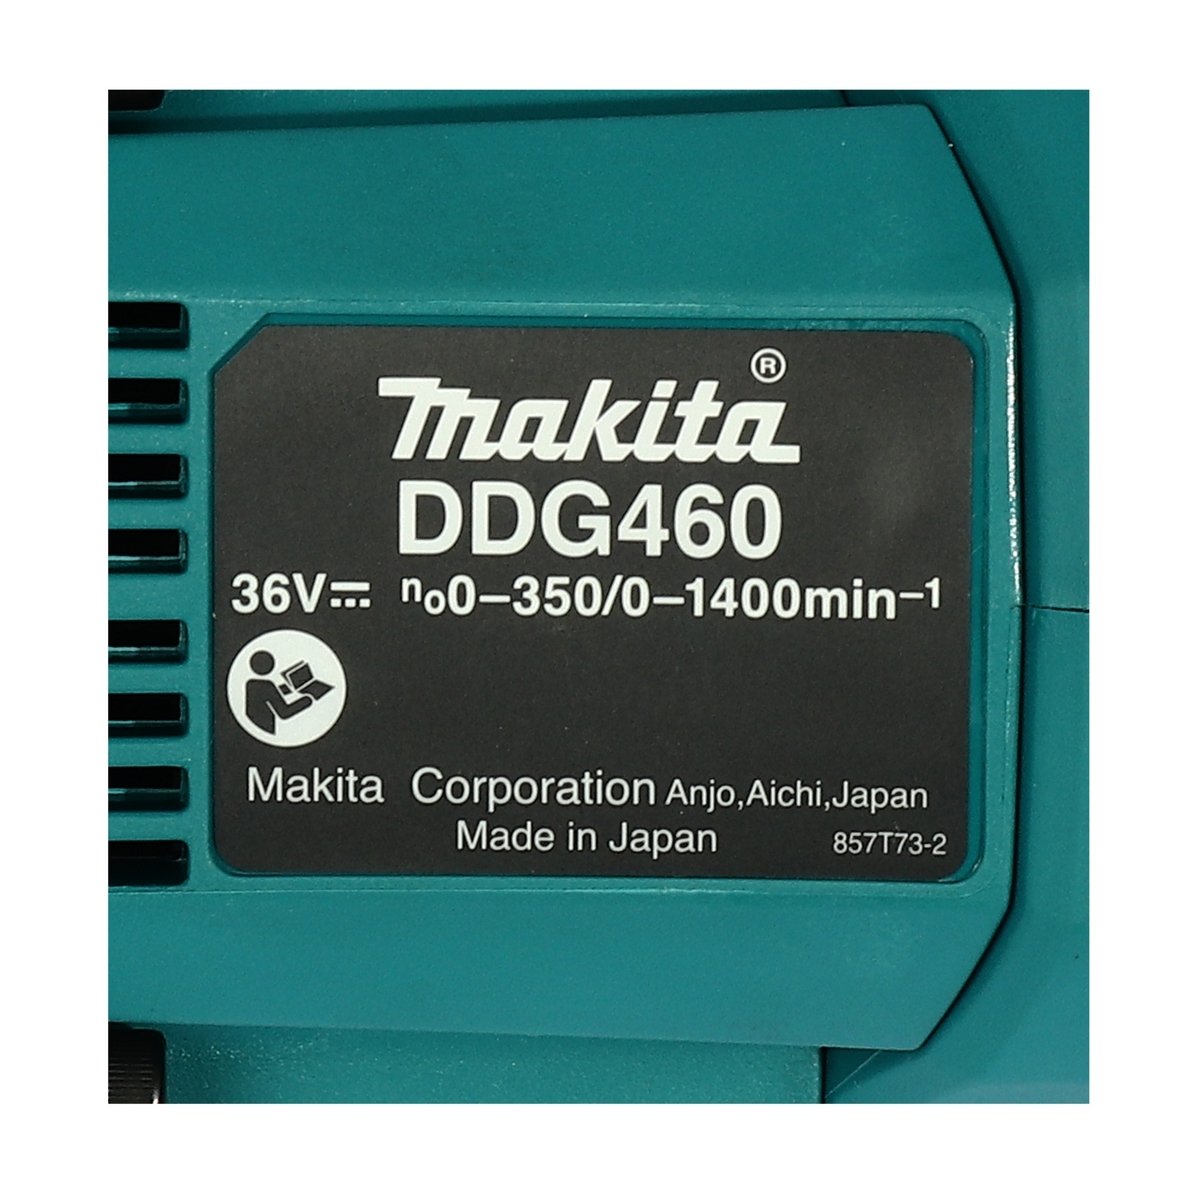 makita®
DDG460
36V⎓ n₀0–350/0–1400min⁻¹
Makita Corporation Anjo,Aichi,Japan
Made in Japan 857T73-2